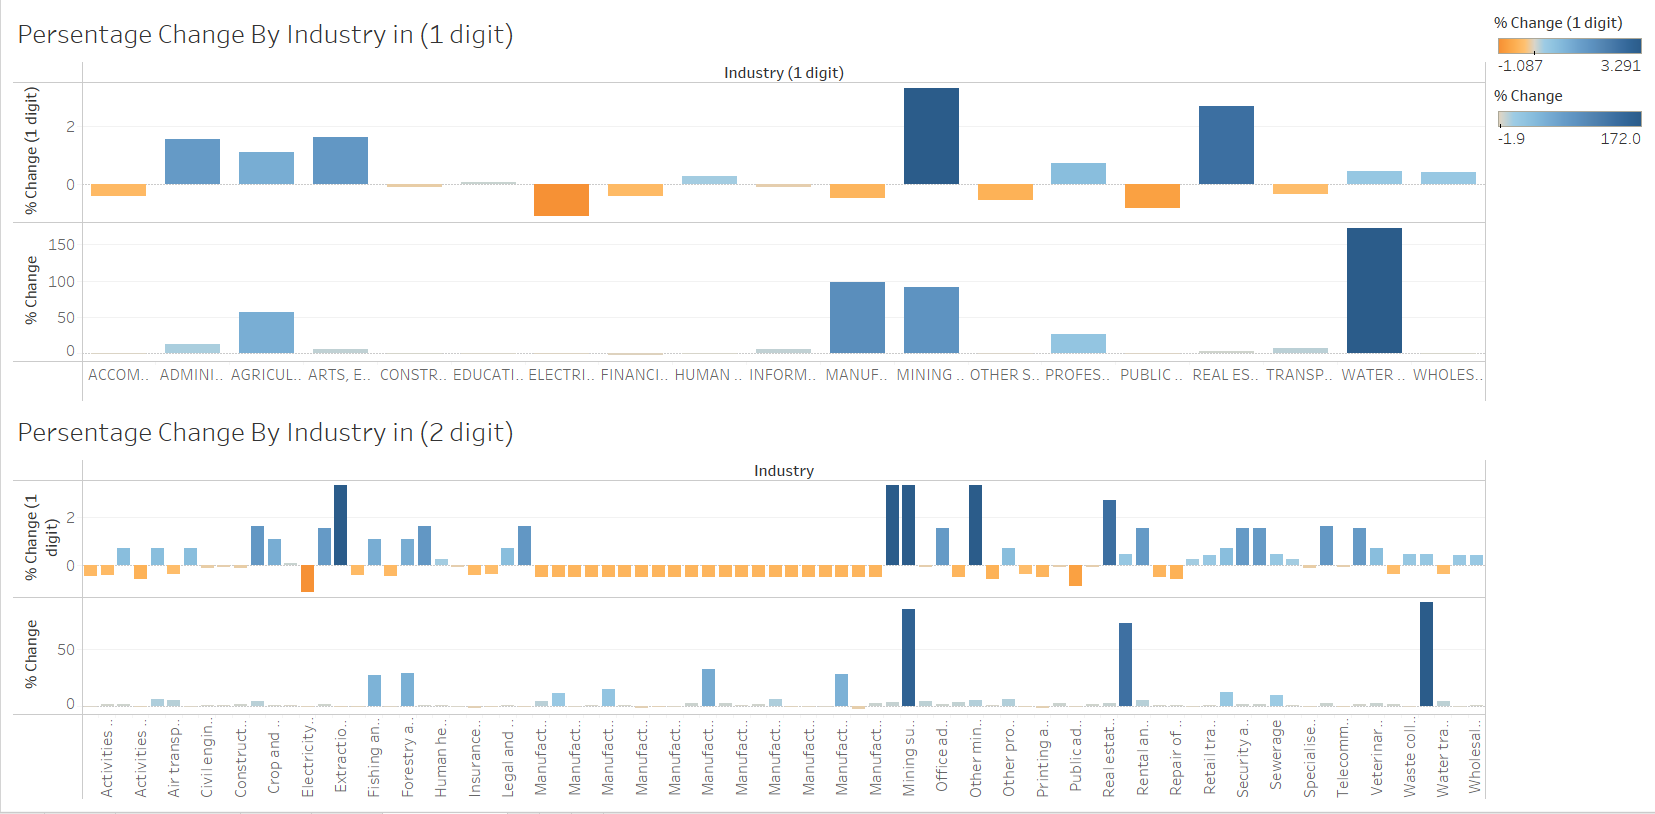 Persentage Change By Industry in (1 digit)
Industry (1 digit)
% Change (1 digit)
2
0
% Change
150
100
50
0
ACCOM.. ADMINI.. AGRICUL.. ARTS, E.. CONSTR.. EDUCATI.. ELECTRI.. FINANCI.. HUMAN .. INFORM.. MANUF.. MINING .. OTHER S.. PROFES.. PUBLIC .. REAL ES.. TRANSP.. WATER .. WHOLES..
% Change (1 digit)
-1.087 3.291
% Change
-1.9 172.0
Persentage Change By Industry in (2 digit)
Industry
% Change (1
digit)
2
0
% Change
50
0
Activities ..
Activities ..
Air transp..
Civil engin..
Construct..
Crop and ..
Electricity..
Extractio..
Fishing an..
Forestry a..
Human he..
Insurance..
Legal and ..
Manufact..
Manufact..
Manufact..
Manufact..
Manufact..
Manufact..
Manufact..
Manufact..
Manufact..
Manufact..
Manufact..
Mining su..
Office ad..
Other min..
Other pro..
Printing a..
Public ad..
Real estat..
Rental an..
Repair of ..
Retail tra..
Security a..
Sewerage
Specialise..
Telecomm..
Veterinar..
Waste coll..
Water tra..
Wholesal..